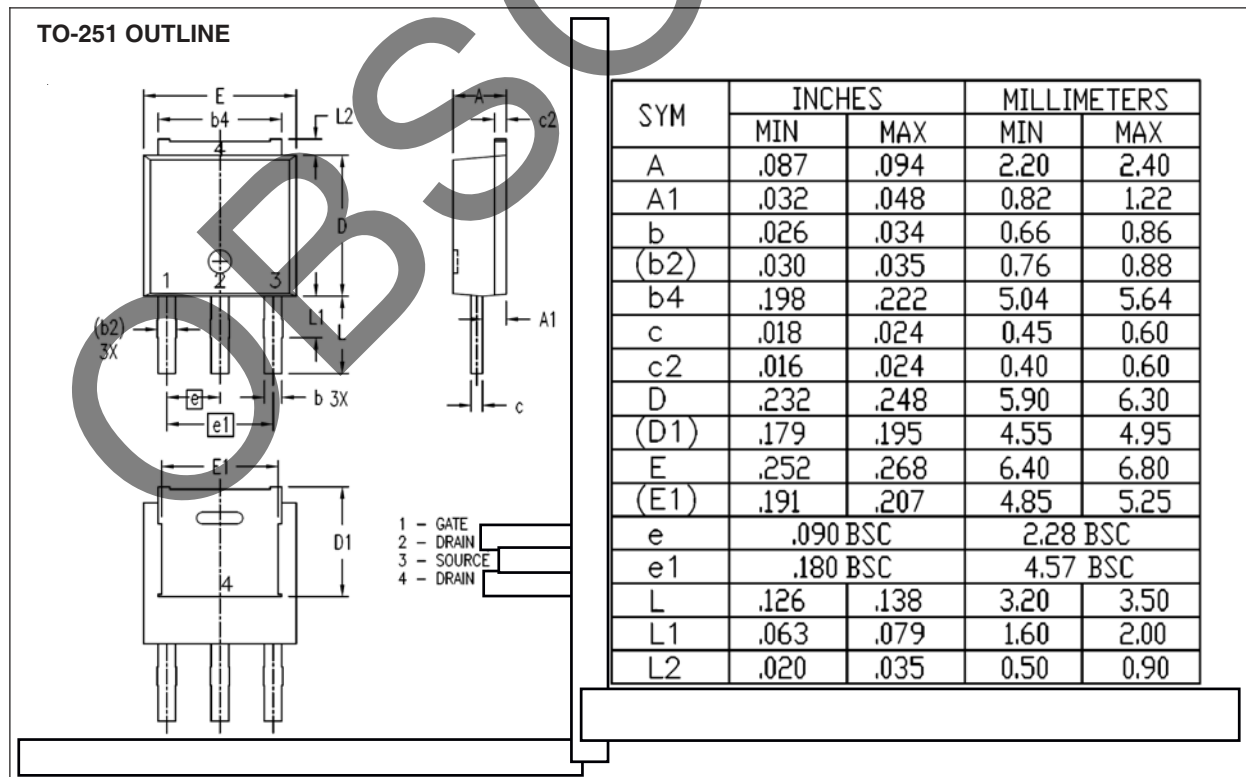 TO-251 OUTLINE
E
b4
L2
4
D
1 2 3
L1
L
(b2)
3X
e
b 3X
e1
A
c2
A1
c
E1
D1
4
1 - GATE
2 - DRAIN
3 - SOURCE
4 - DRAIN
SYM INCHES MILLIMETERS
MIN MAX MIN MAX
A .087 .094 2.20 2.40
A1 .032 .048 0.82 1.22
b .026 .034 0.66 0.86
(b2) .030 .035 0.76 0.88
b4 .198 .222 5.04 5.64
c .018 .024 0.45 0.60
c2 .016 .024 0.40 0.60
D .232 .248 5.90 6.30
(D1) .179 .195 4.55 4.95
E .252 .268 6.40 6.80
(E1) .191 .207 4.85 5.25
e .090 BSC 2.28 BSC
e1 .180 BSC 4.57 BSC
L .126 .138 3.20 3.50
L1 .063 .079 1.60 2.00
L2 .020 .035 0.50 0.90
OBSO